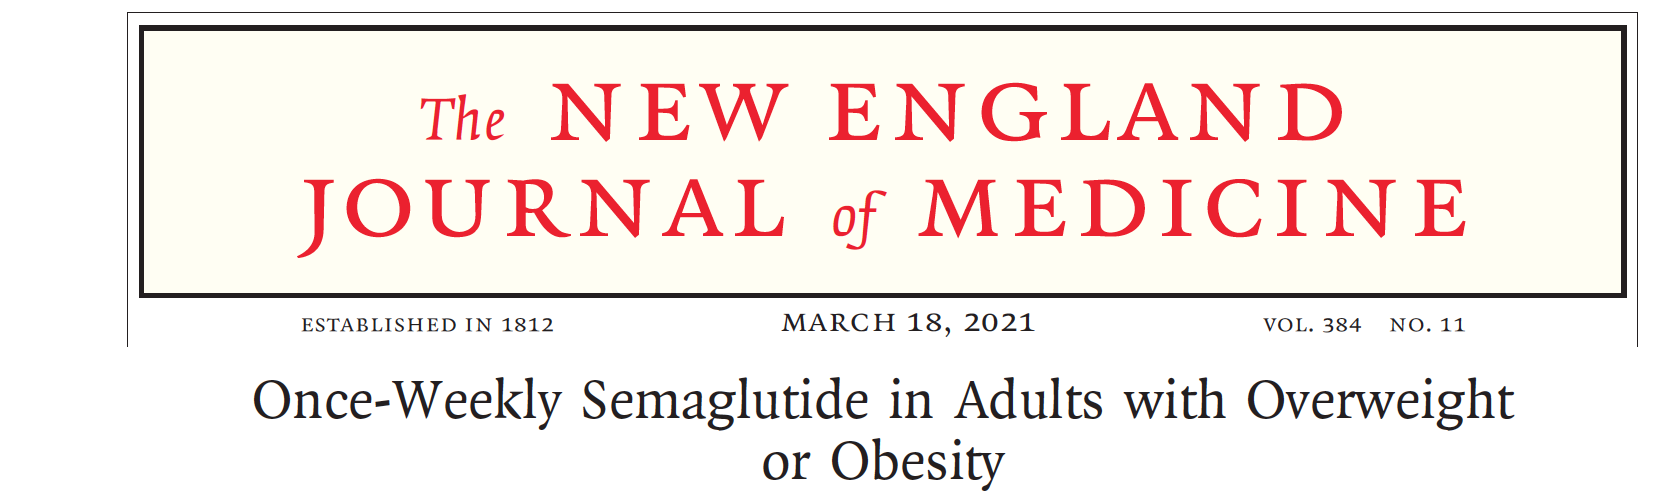 The NEW ENGLAND
JOURNAL of MEDICINE
ESTABLISHED IN 1812 MARCH 18, 2021 VOL. 384 NO. 11
Once-Weekly Semaglutide in Adults with Overweight
or Obesity